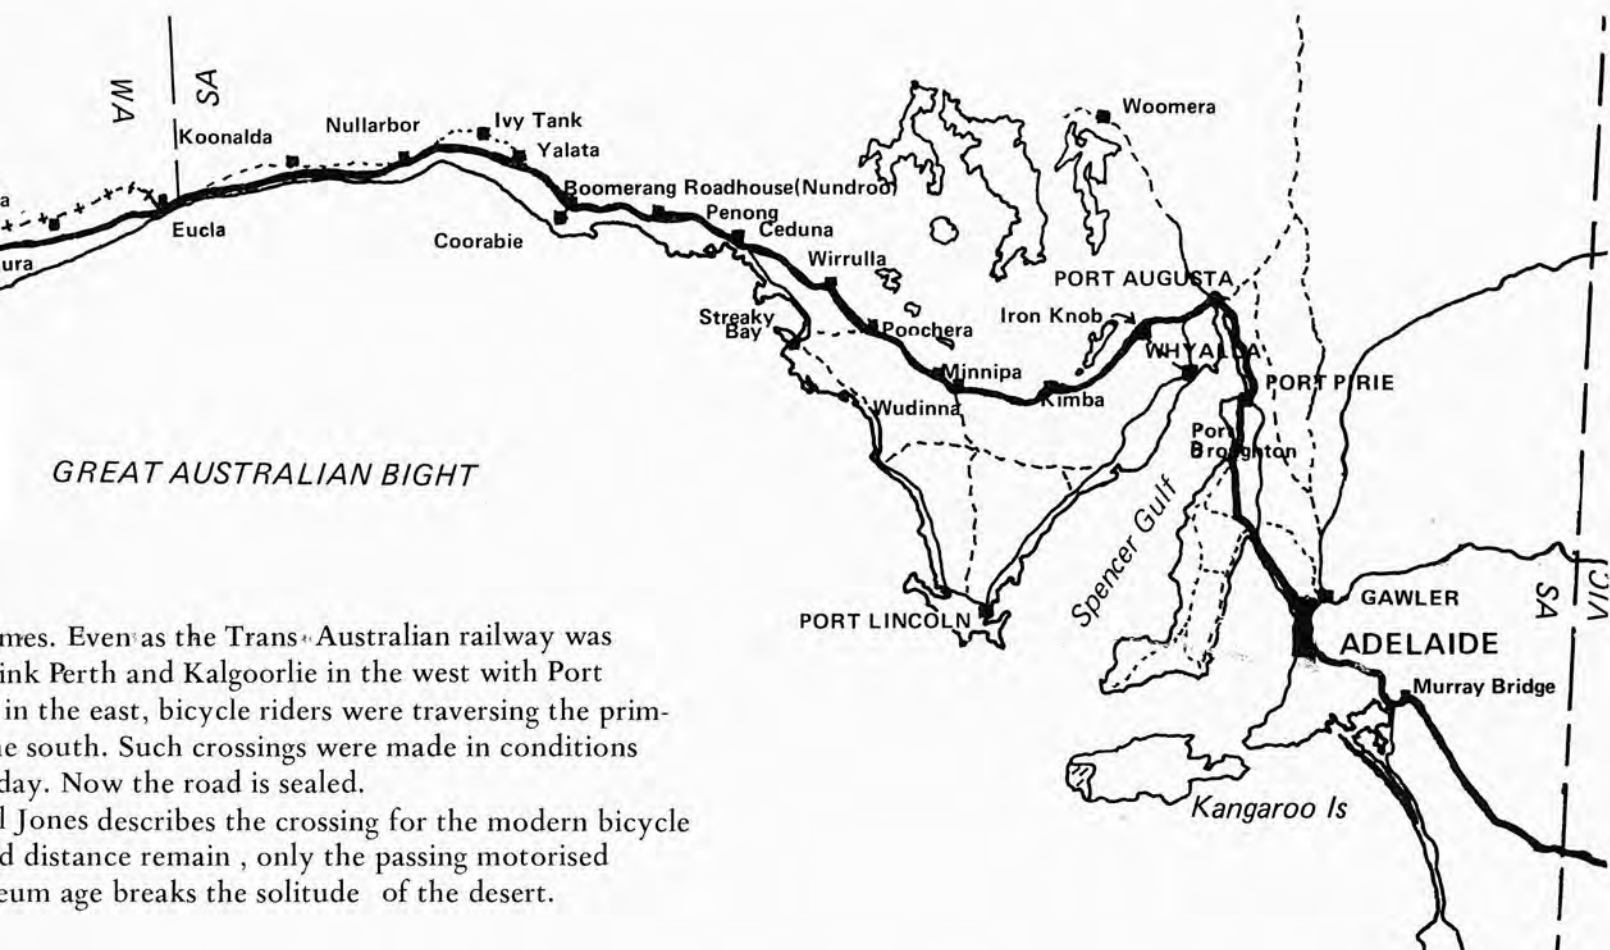 WA
SA
Koonalda
Nullarbor
Ivy Tank
Yalata
Woomera
Boomerang Roadhouse(Nundroo)
a
Eucla
ura
Coorabie
Penong
Ceduna
Wirrulla
PORT AUGUSTA
Streaky
Bay
Poochera
Iron Knob
WHYALLA
Minnipa
Kimba
PORT PIRIE
Wudinna
Port
Broughton
GREAT AUSTRALIAN BIGHT
Spencer Gulf
PORT LINCOLN
GAWLER
SA
VIC
ADELAIDE
Murray Bridge
Kangaroo Is
mes. Even as the Trans Australian railway was
ink Perth and Kalgoorlie in the west with Port
in the east, bicycle riders were traversing the prim-
e south. Such crossings were made in conditions
day. Now the road is sealed.
l Jones describes the crossing for the modern bicycle
d distance remain , only the passing motorised
eum age breaks the solitude of the desert.